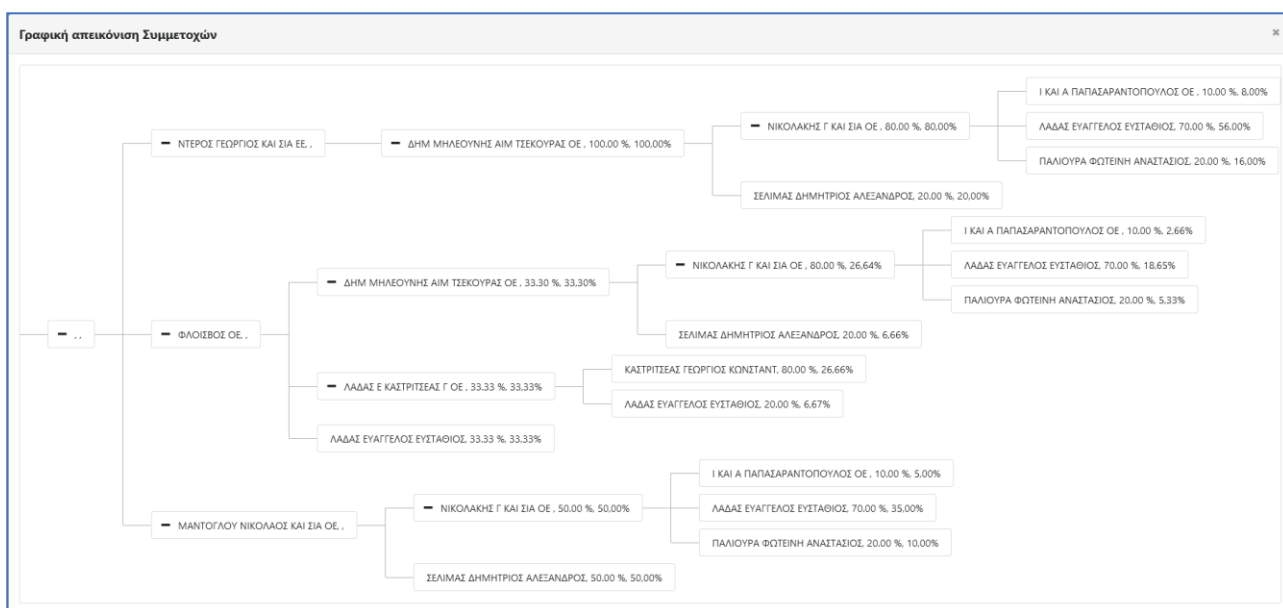 Γραφική απεικόνιση Συμμετοχών
Ι ΚΑΙ Α ΠΑΠΑΣΑΡΑΝΤΟΠΟΥΛΟΣ ΟΕ , 10.00 %, 8,00%
ΝΙΚΟΛΑΚΗΣ Γ ΚΑΙ ΣΙΑ ΟΕ , 80.00 %, 80,00%
ΛΑΔΑΣ ΕΥΑΓΓΕΛΟΣ ΕΥΣΤΑΘΙΟΣ, 70.00 %, 56,00%
ΝΤΕΡΟΣ ΓΕΩΡΓΙΟΣ ΚΑΙ ΣΙΑ ΕΕ, ,
ΔΗΜ ΜΗΛΕΟΥΝΗΣ ΑΙΜ ΤΣΕΚΟΥΡΑΣ ΟΕ , 100.00 %, 100,00%
ΠΑΛΙΟΥΡΑ ΦΩΤΕΙΝΗ ΑΝΑΣΤΑΣΙΟΣ, 20.00 %, 16,00%
ΣΕΛΙΜΑΣ ΔΗΜΗΤΡΙΟΣ ΑΛΕΞΑΝΔΡΟΣ, 20.00 %, 20,00%
Ι ΚΑΙ Α ΠΑΠΑΣΑΡΑΝΤΟΠΟΥΛΟΣ ΟΕ , 10.00 %, 2,66%
ΝΙΚΟΛΑΚΗΣ Γ ΚΑΙ ΣΙΑ ΟΕ , 80.00 %, 26,64%
ΛΑΔΑΣ ΕΥΑΓΓΕΛΟΣ ΕΥΣΤΑΘΙΟΣ, 70.00 %, 18,65%
ΔΗΜ ΜΗΛΕΟΥΝΗΣ ΑΙΜ ΤΣΕΚΟΥΡΑΣ ΟΕ , 33.30 %, 33,30%
ΠΑΛΙΟΥΡΑ ΦΩΤΕΙΝΗ ΑΝΑΣΤΑΣΙΟΣ, 20.00 %, 5,33%
, ,
ΦΛΟΙΣΒΟΣ ΟΕ, ,
ΣΕΛΙΜΑΣ ΔΗΜΗΤΡΙΟΣ ΑΛΕΞΑΝΔΡΟΣ, 20.00 %, 6,66%
ΚΑΣΤΡΙΤΣΕΑΣ ΓΕΩΡΓΙΟΣ ΚΩΝΣΤΑΝΤ, 80.00 %, 26,66%
ΛΑΔΑΣ Ε ΚΑΣΤΡΙΤΣΕΑΣ Γ ΟΕ , 33.33 %, 33,33%
ΛΑΔΑΣ ΕΥΑΓΓΕΛΟΣ ΕΥΣΤΑΘΙΟΣ, 20.00 %, 6,67%
ΛΑΔΑΣ ΕΥΑΓΓΕΛΟΣ ΕΥΣΤΑΘΙΟΣ, 33.33 %, 33,33%
Ι ΚΑΙ Α ΠΑΠΑΣΑΡΑΝΤΟΠΟΥΛΟΣ ΟΕ , 10.00 %, 5,00%
ΝΙΚΟΛΑΚΗΣ Γ ΚΑΙ ΣΙΑ ΟΕ , 50.00 %, 50,00%
ΛΑΔΑΣ ΕΥΑΓΓΕΛΟΣ ΕΥΣΤΑΘΙΟΣ, 70.00 %, 35,00%
ΜΑΝΤΟΓΛΟΥ ΝΙΚΟΛΑΟΣ ΚΑΙ ΣΙΑ ΟΕ, ,
ΠΑΛΙΟΥΡΑ ΦΩΤΕΙΝΗ ΑΝΑΣΤΑΣΙΟΣ, 20.00 %, 10,00%
ΣΕΛΙΜΑΣ ΔΗΜΗΤΡΙΟΣ ΑΛΕΞΑΝΔΡΟΣ, 50.00 %, 50,00%